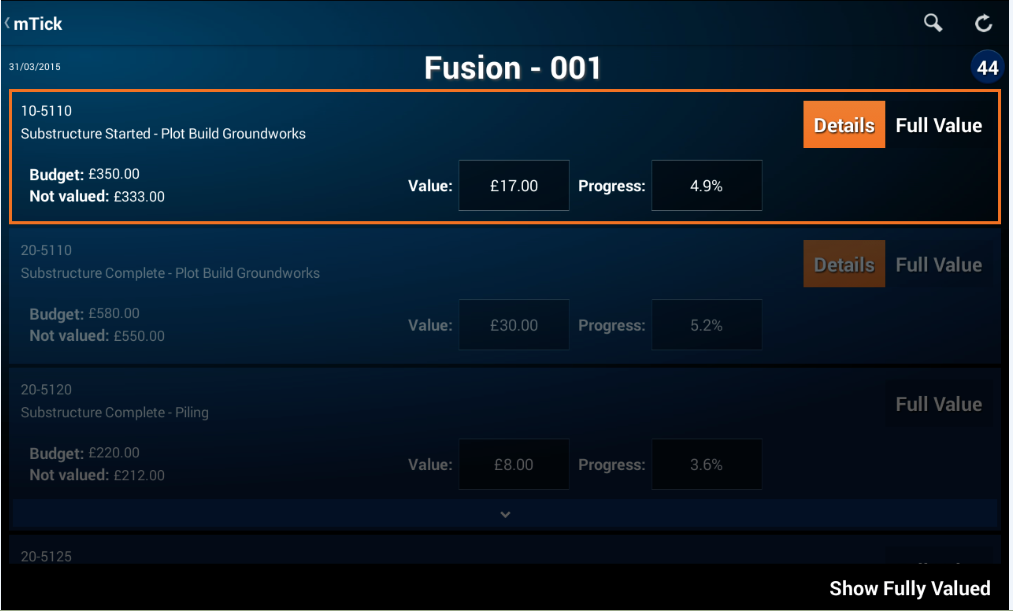 mTick
31/03/2015
Fusion - 001
44
10-5110
Substructure Started - Plot Build Groundworks
Details
Full Value
Budget: £350.00
Not valued: £333.00
Value: £17.00 Progress: 4.9%
20-5110
Substructure Complete - Plot Build Groundworks
Details
Full Value
Budget: £580.00
Not valued: £550.00
Value: £30.00 Progress: 5.2%
20-5120
Substructure Complete - Piling
Full Value
Budget: £220.00
Not valued: £212.00
Value: £8.00 Progress: 3.6%
20-5125
Show Fully Valued